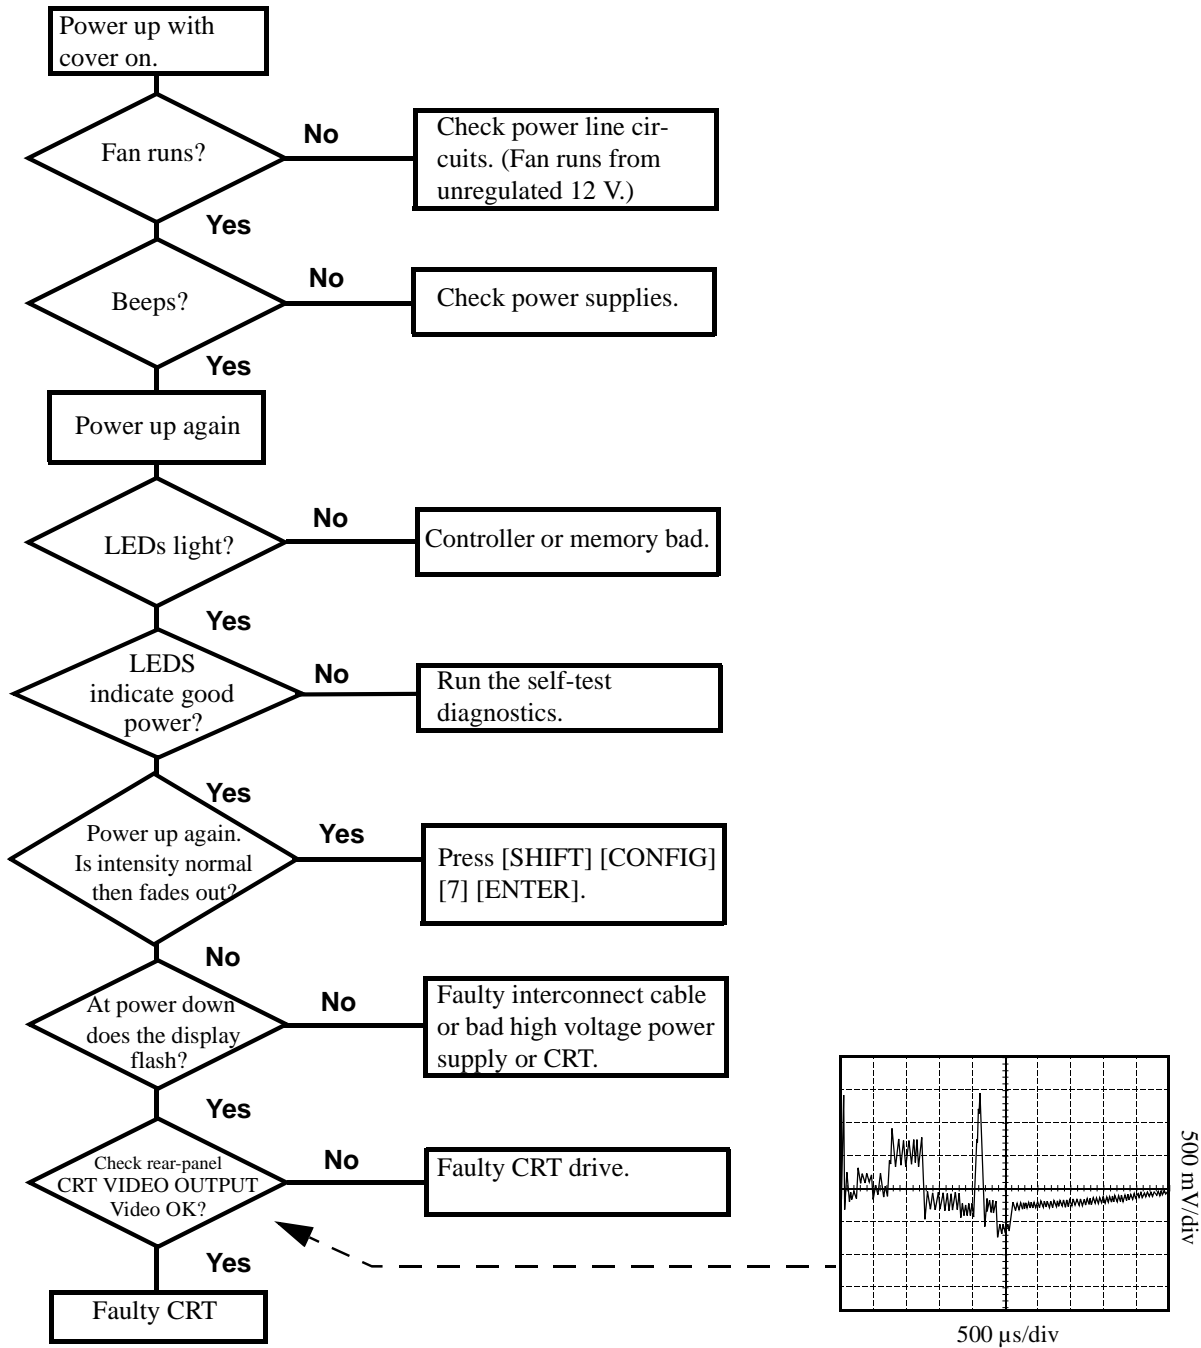 Power up with
cover on.
Fan runs?
No
Check power line cir-
cuits. (Fan runs from
unregulated 12 V.)
Yes
Beeps?
No
Check power supplies.
Yes
Power up again
LEDs light?
No
Controller or memory bad.
Yes
LEDS
indicate good
power?
No
Run the self-test
diagnostics.
Yes
Power up again.
Is intensity normal
then fades out?
Yes
Press [SHIFT] [CONFIG]
[7] [ENTER].
No
At power down
does the display
flash?
No
Faulty interconnect cable
or bad high voltage power
supply or CRT.
Yes
Check rear-panel
CRT VIDEO OUTPUT
Video OK?
No
Faulty CRT drive.
Yes
Faulty CRT
500 mV/div
500 µs/div